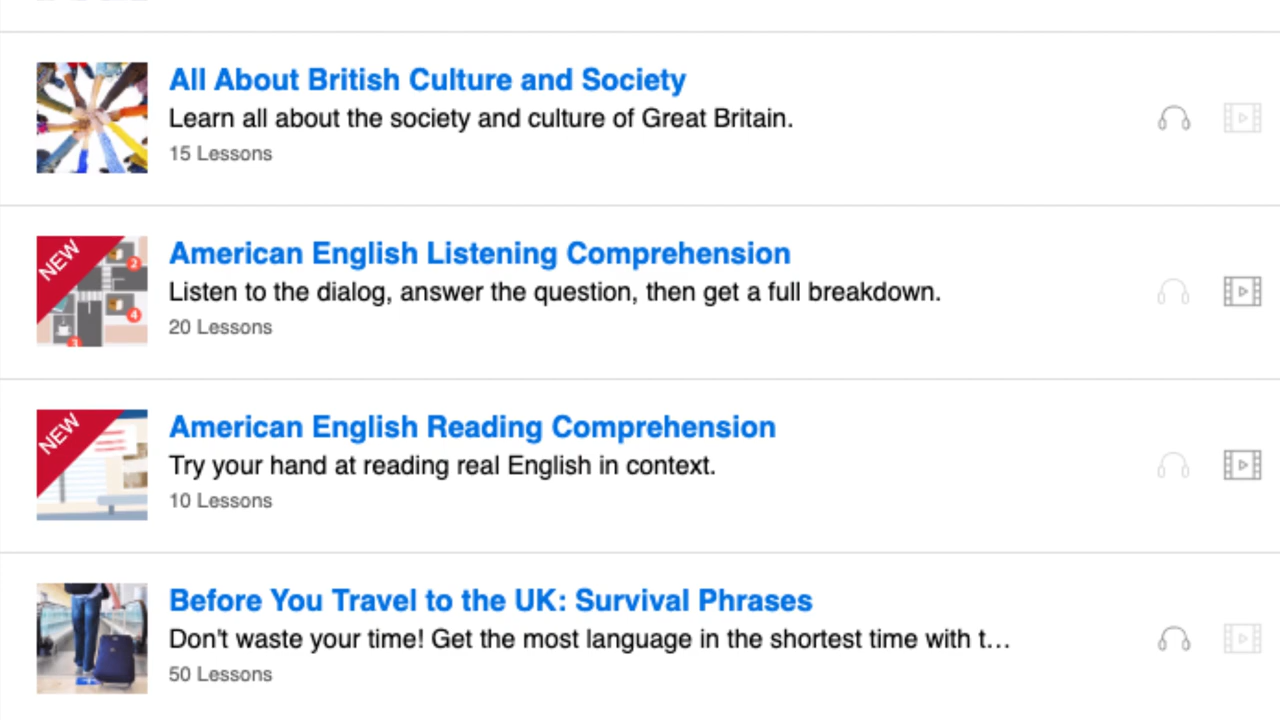 All About British Culture and Society
Learn all about the society and culture of Great Britain.
15 Lessons
NEW
2
4
3
American English Listening Comprehension
Listen to the dialog, answer the question, then get a full breakdown.
20 Lessons
NEW
American English Reading Comprehension
Try your hand at reading real English in context.
10 Lessons
Before You Travel to the UK: Survival Phrases
Don't waste your time! Get the most language in the shortest time with t…
50 Lessons